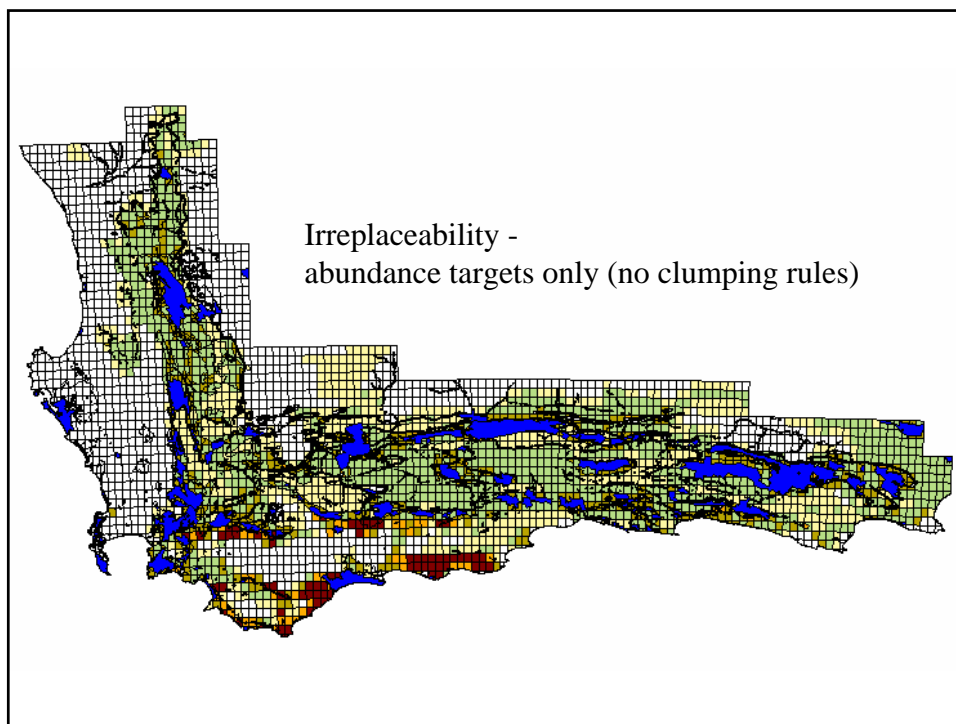 Irreplaceability -
abundance targets only (no clumping rules)